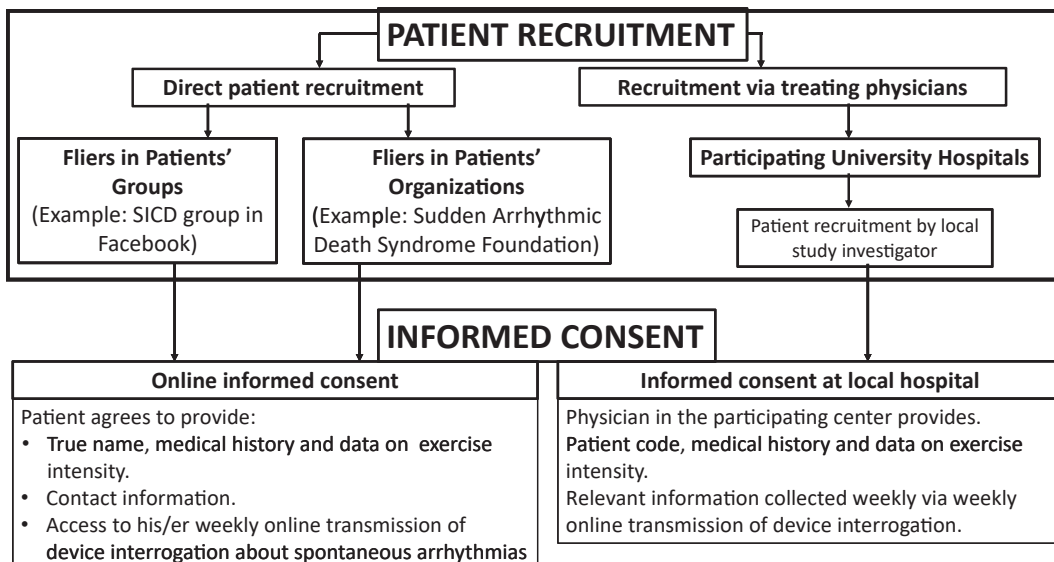 PATIENT RECRUITMENT
Direct patient recruitment
Recruitment via treating physicians
Fliers in Patients'
Groups
(Example: SICD group in
Facebook)
Fliers in Patients'
Organizations
(Example: Sudden Arrhythmic
Death Syndrome Foundation)
Participating University Hospitals
Patient recruitment by local
study investigator
INFORMED CONSENT
Online informed consent
Patient agrees to provide:
• True name, medical history and data on exercise
intensity.
• Contact information.
• Access to his/er weekly online transmission of
device interrogation about spontaneous arrhythmias
Informed consent at local hospital
Physician in the participating center provides.
Patient code, medical history and data on exercise
intensity.
Relevant information collected weekly via weekly
online transmission of device interrogation.